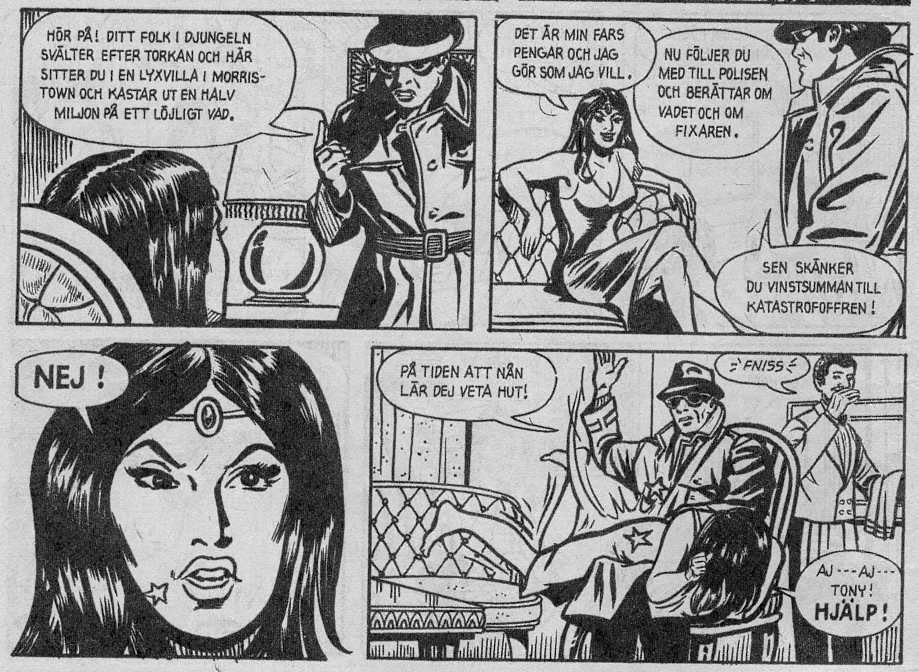 HÖR PÅ! DITT FOLK I DJUNGELN
SVÄLTER EFTER TORKAN OCH HÄR
SITTER DU I EN LYXVILLA I MORRIS-
TOWN OCH KASTAR UT EN HALV
MILJON PÅ ETT LÖJLIGT VAD.
DET ÄR MIN FARS
PENGAR OCH JAG
GÖR SOM JAG VILL.
NU FÖLJER DU
MED TILL POLISEN
OCH BERÄTTAR OM
VADET OCH OM
FIXAREN.
SEN SKÄNKER
DU VINSTSUMMAN TILL
KATASTROFOFFREN!
NEJ!
PÅ TIDEN ATT NÅN
LÄR DEJ VETA HUT!
FNISS
AJ---- AJ---
TONY!
HJÄLP!